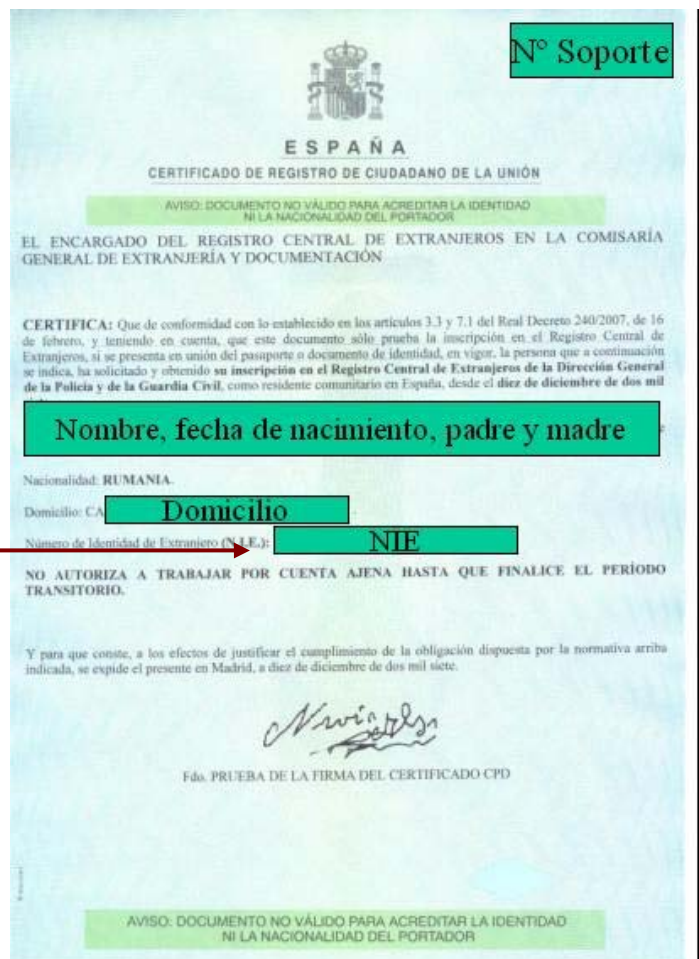 Nº Soporte
ESPAÑA
CERTIFICADO DE REGISTRO DE CIUDADANO DE LA UNIÓN
AVISO: DOCUMENTO NO VÁLIDO PARA ACREDITAR LA IDENTIDAD
NI LA NACIONALIDAD DEL PORTADOR
EL ENCARGADO DEL REGISTRO CENTRAL DE EXTRANJEROS EN LA COMISARÍA
GENERAL DE EXTRANJERÍA Y DOCUMENTACIÓN
CERTIFICA: Que de conformidad con lo establecido en los artículos 3.3 y 7.1 del Real Decreto 240/2007, de 16
de febrero, y teniendo en cuenta, que este documento sólo prueba la inscripción en el Registro Central de
Extranjeros, si se presenta en unión del pasaporte o documento de identidad, en vigor, la persona que a continuación
se indica, ha solicitado y obtenido su inscripción en el Registro Central de Extranjeros de la Dirección General
de la Policía y de la Guardia Civil, como residente comunitario en España, desde el diez de diciembre de dos mil
Nombre, fecha de nacimiento, padre y madre
Nacionalidad: RUMANIA.
Domicilio: CA Domicilio
Número de Identidad de Extranjero (N.I.E.): NIE
NO AUTORIZA A TRABAJAR POR CUENTA AJENA HASTA QUE FINALICE EL PERÍODO
TRANSITORIO.
Y para que conste, a los efectos de justificar el cumplimiento de la obligación dispuesta por la normativa arriba
indicada, se expide el presente en Madrid, a diez de diciembre de dos mil siete.
Fdo. PRUEBA DE LA FIRMA DEL CERTIFICADO CPD
AVISO: DOCUMENTO NO VÁLIDO PARA ACREDITAR LA IDENTIDAD
NI LA NACIONALIDAD DEL PORTADOR